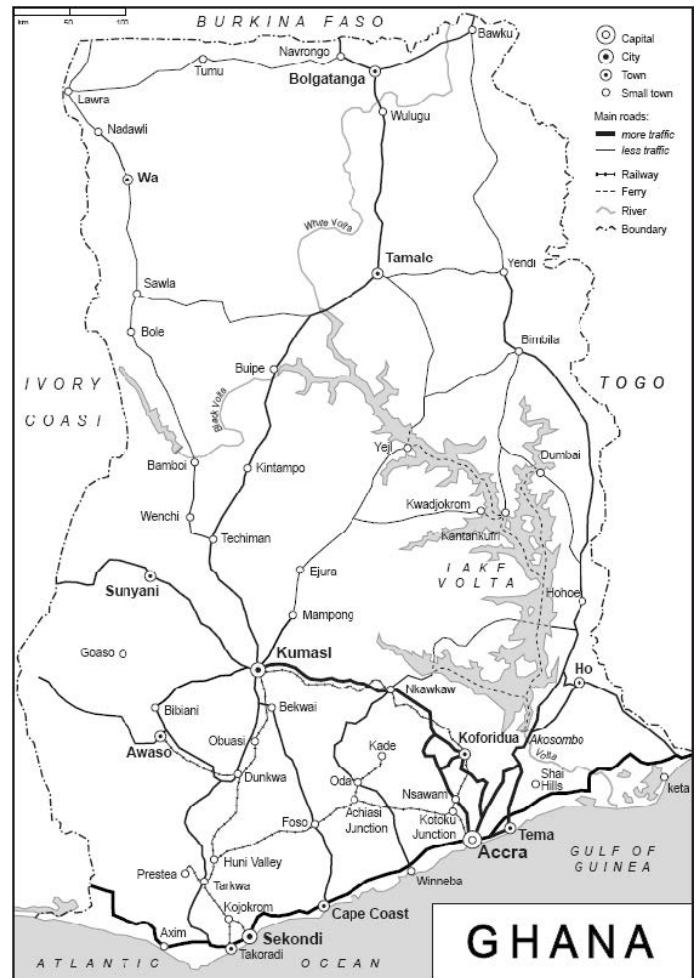 km 50 100
BURKINA FASO
Bawku
Navrongo
Tumu
Bolgatanga
Capital
City
Town
Small town
Lawra
Wulugu
Main roads:
more traffic
less traffic
Nadawli
Railway
Ferry
River
Boundary
Wa
White Volta
Tamale
Yendi
Sawla
Bole
Bimbila
Buipe
IVORY
COAST
TOGO
Black Volta
Yeji
Dumbai
Bamboi
Kintampo
Kwadjokrom
Wenchi
Kantankufri
Techiman
LAKE
VOLTA
Ejura
Sunyani
Hohoe
Mampong
Goaso
Kumasi
Ho
Nkawkaw
Bibiani
Bekwai
Akosombo
Koforidua
Awaso
Obuasi
Kade
Volta
Dunkwa
Oda
Shai
Hills
keta
Nsawam
Achiasi
Junction
Kotoku
Junction
Foso
Tema
Accra
Huni Valley
GULF OF
GUINEA
Prestea
Tarkwa
Winneba
Kojokrom
Cape Coast
Axim
Sekondi
Takoradi
ATLANTIC OCEAN
GHANA